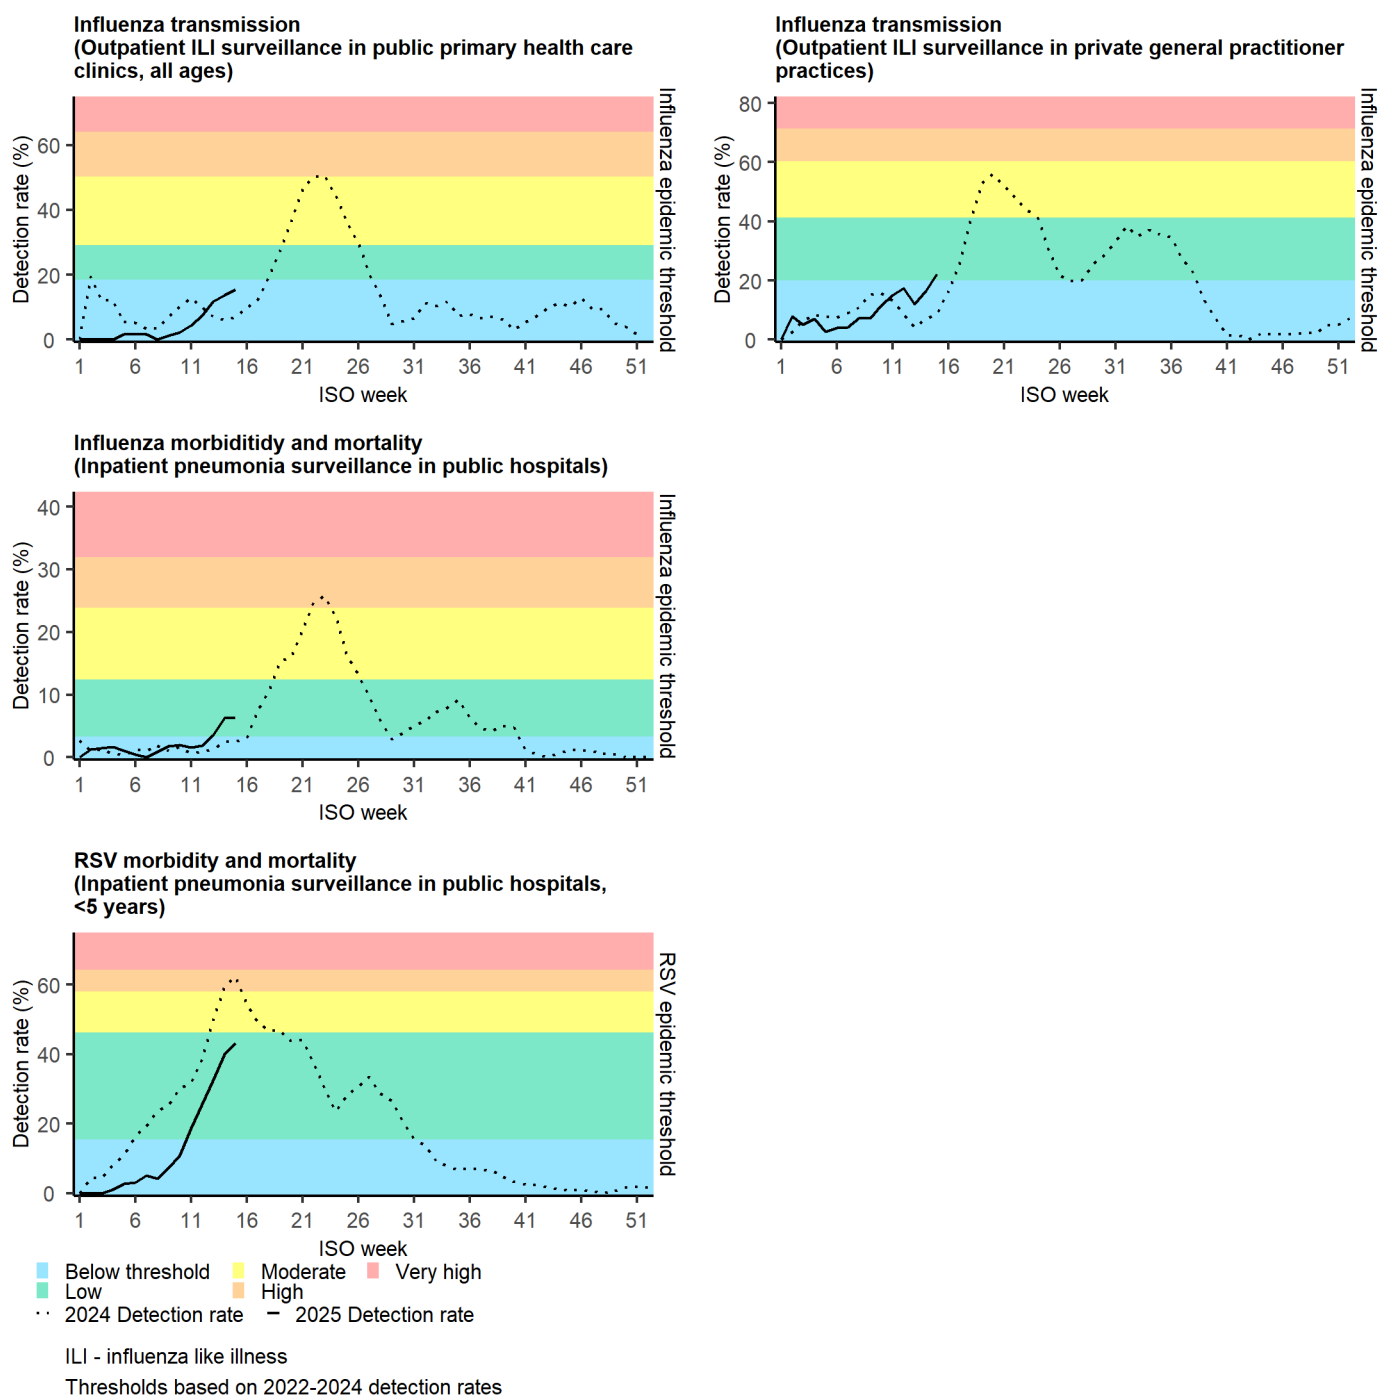 Influenza transmission
(Outpatient ILI surveillance in public primary health care
clinics, all ages)
Detection rate (%)
60
40
20
0
1 6 11 16 21 26 31 36 41 46 51
ISO week
Influenza epidemic threshold
Influenza transmission
(Outpatient ILI surveillance in private general practitioner
practices)
Detection rate (%)
80
60
40
20
0
1 6 11 16 21 26 31 36 41 46 51
ISO week
Influenza epidemic threshold
Influenza morbiditidy and mortality
(Inpatient pneumonia surveillance in public hospitals)
Detection rate (%)
40
30
20
10
0
1 6 11 16 21 26 31 36 41 46 51
ISO week
Influenza epidemic threshold
RSV morbidity and mortality
(Inpatient pneumonia surveillance in public hospitals,
<5 years)
Detection rate (%)
60
40
20
0
1 6 11 16 21 26 31 36 41 46 51
ISO week
RSV epidemic threshold
Below threshold Moderate Very high
Low High
2024 Detection rate 2025 Detection rate
ILI - influenza like illness
Thresholds based on 2022-2024 detection rates